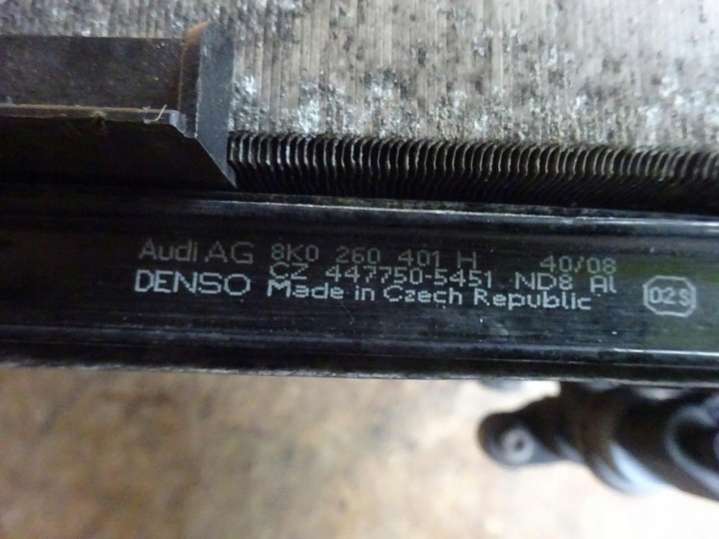 Audi AG 8K0 260 401 H 40/08
CZ 447750-5451 ND8 Al
DENSO Made in Czech Republic
02S